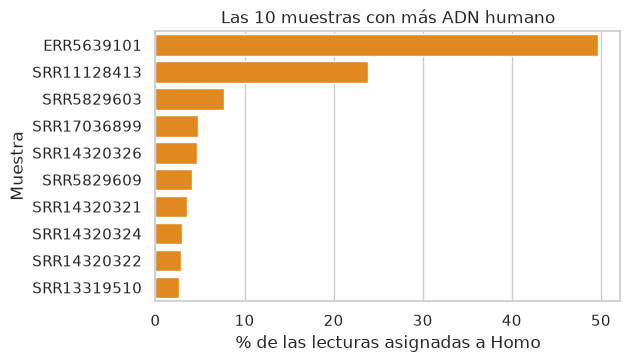 Las 10 muestras con más ADN humano
Muestra
ERR5639101
SRR11128413
SRR5829603
SRR17036899
SRR14320326
SRR5829609
SRR14320321
SRR14320324
SRR14320322
SRR13319510
0 10 20 30 40 50
% de las lecturas asignadas a Homo